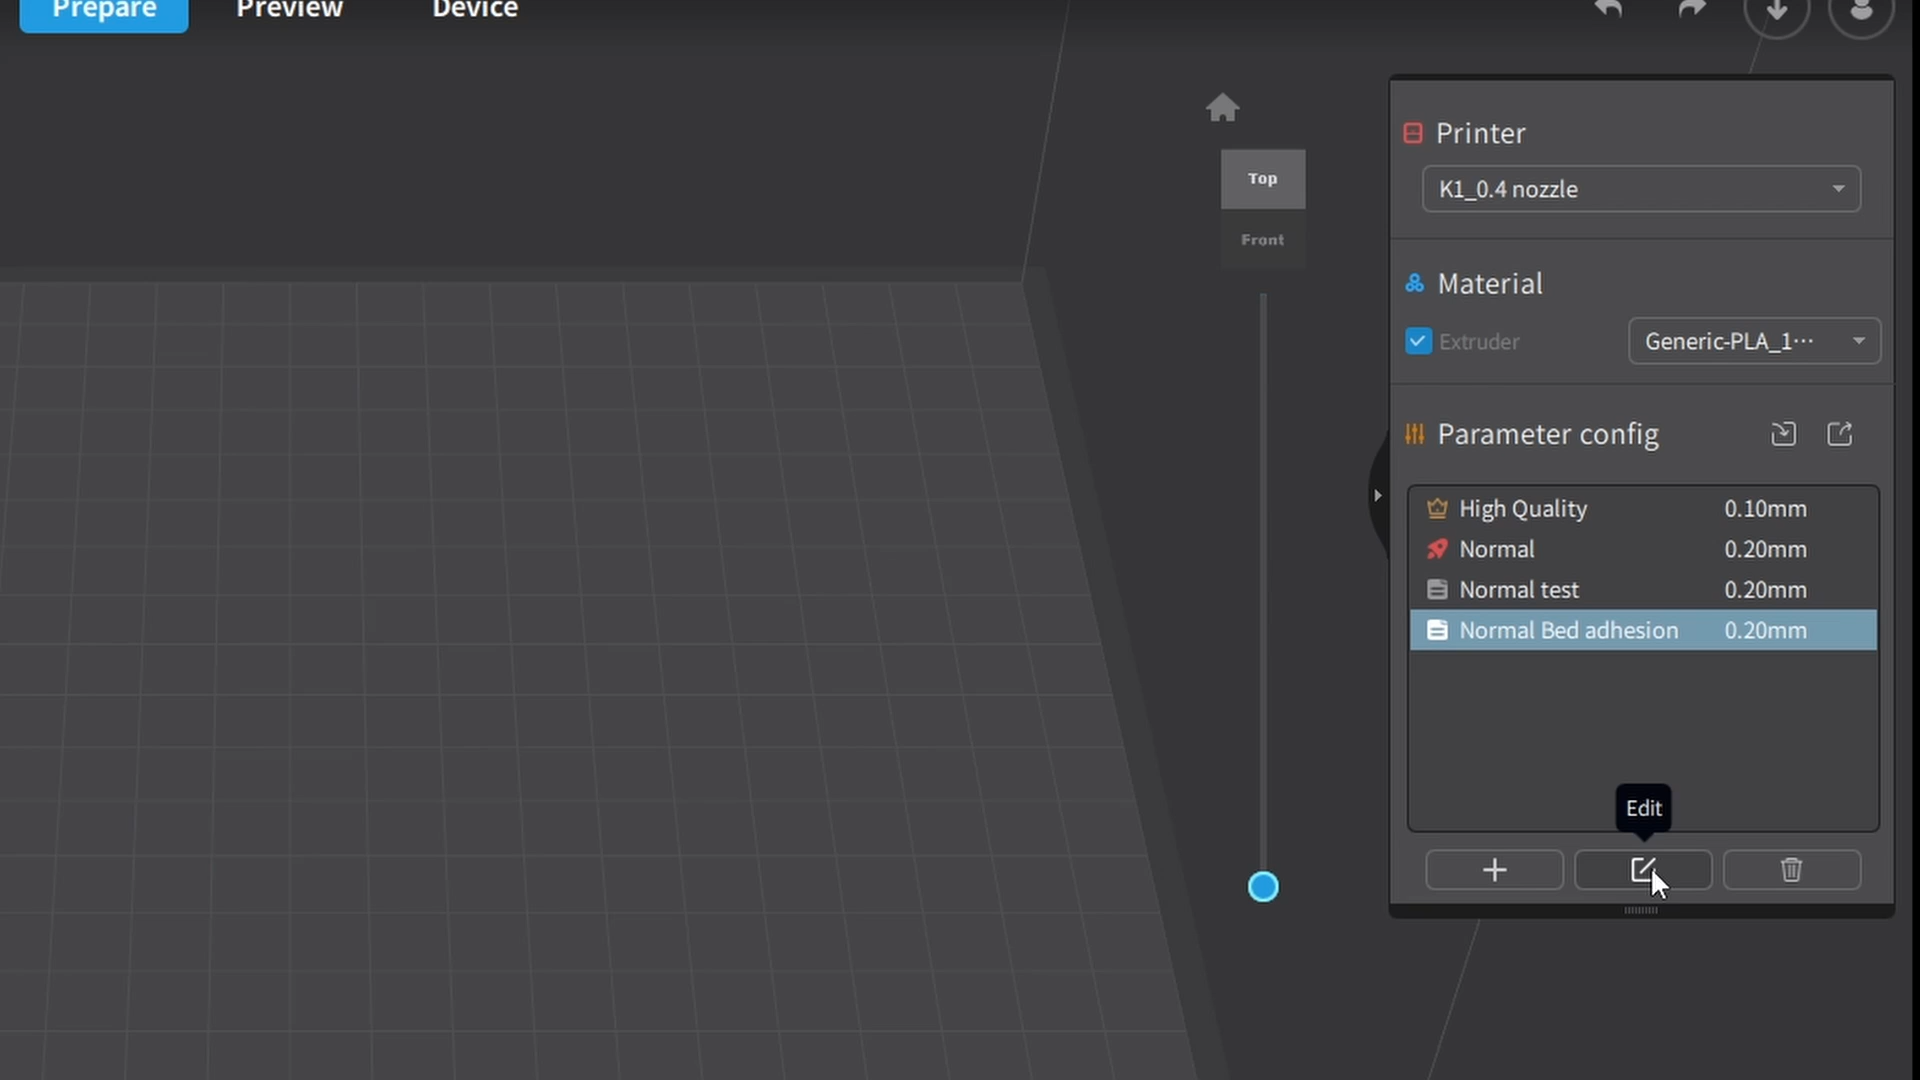 Prepare Preview Device
Top
Front
Printer
K1_0.4 nozzle
Material
Extruder Generic-PLA_1···
Parameter config
High Quality 0.10mm
Normal 0.20mm
Normal test 0.20mm
Normal Bed adhesion 0.20mm
Edit